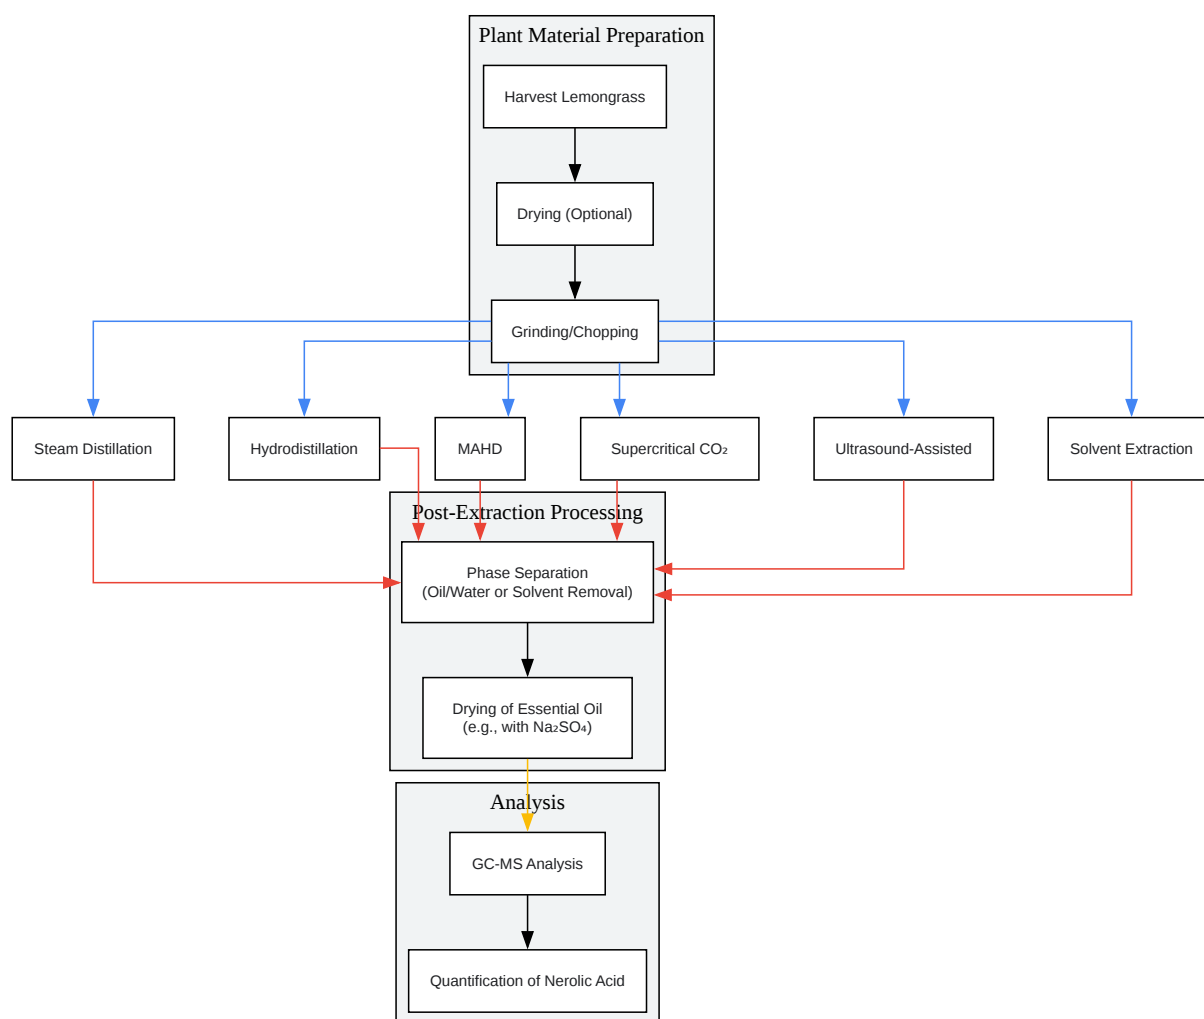 Plant Material Preparation
Harvest Lemongrass
Drying (Optional)
Grinding/Chopping
Steam Distillation
Hydrodistillation
MAHD
Supercritical CO₂
Ultrasound-Assisted
Solvent Extraction
Post-Extraction Processing
Phase Separation
(Oil/Water or Solvent Removal)
Drying of Essential Oil
(e.g., with Na₂SO₄)
Analysis
GC-MS Analysis
Quantification of Nerolic Acid